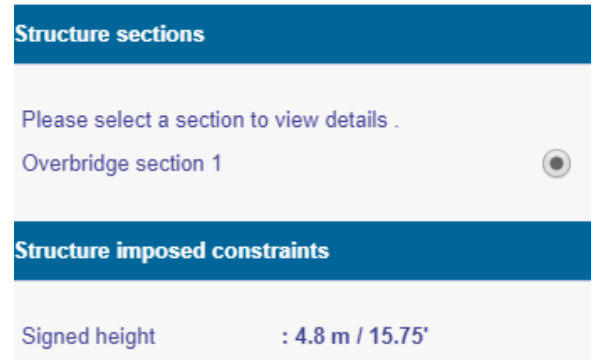 Structure sections
Please select a section to view details .
Overbridge section 1
Structure imposed constraints
Signed height : 4.8 m / 15.75'